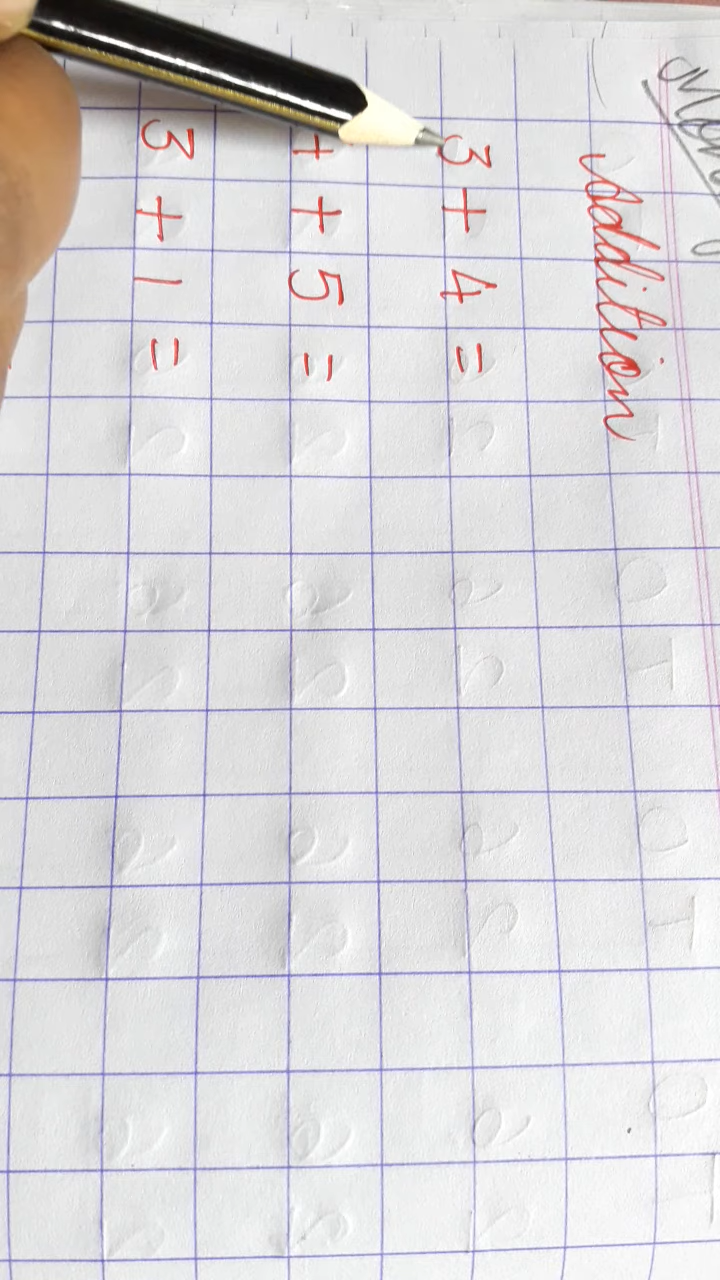 Addition
3 + 4 =
+ 5 =
3 + 1 =